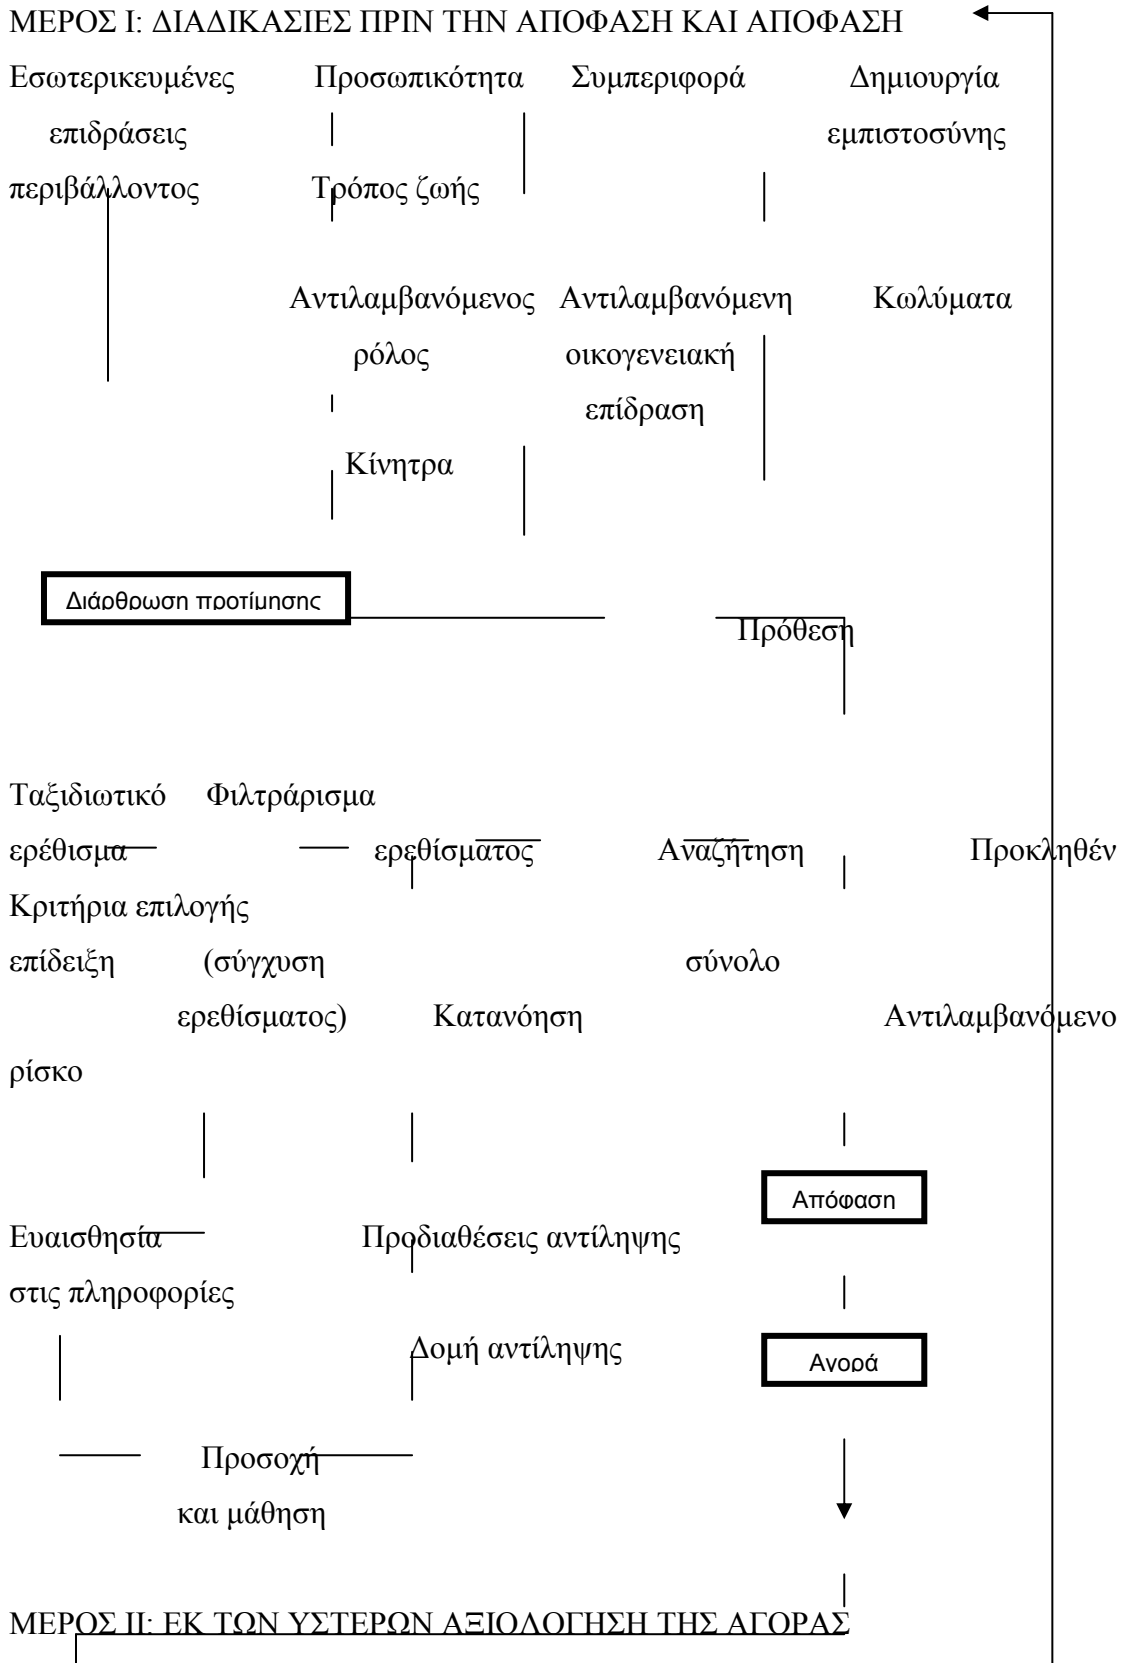 ΜΕΡΟΣ Ι: ΔΙΑΔΙΚΑΣΙΕΣ ΠΡΙΝ ΤΗΝ ΑΠΟΦΑΣΗ ΚΑΙ ΑΠΟΦΑΣΗ
Εσωτερικευμένες Προσωπικότητα Συμπεριφορά Δημιουργία
επιδράσεις εμπιστοσύνης
περιβάλλοντος Τρόπος ζωής
Αντιλαμβανόμενος Αντιλαμβανόμενη Κωλύματα
ρόλος οικογενειακή
επίδραση
Κίνητρα
Διάρθρωση προτίμησης
Πρόθεση
Ταξιδιωτικό Φιλτράρισμα
ερέθισμα ερεθίσματος Αναζήτηση Προκληθέν
Κριτήρια επιλογής
επίδειξη (σύγχυση σύνολο
ερεθίσματος) Κατανόηση Αντιλαμβανόμενο
ρίσκο
Απόφαση
Ευαισθησία Προδιαθέσεις αντίληψης
στις πληροφορίες
Δομή αντίληψης
Αγορά
Προσοχή
και μάθηση
ΜΕΡΟΣ ΙΙ: ΕΚ ΤΩΝ ΥΣΤΕΡΩΝ ΑΞΙΟΛΟΓΗΣΗ ΤΗΣ ΑΓΟΡΑΣ